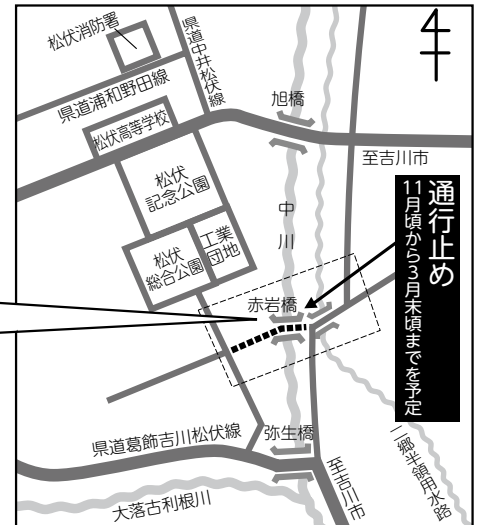 松伏消防署
県道中井松伏線
県道浦和野田線
旭橋
松伏高等学校
至吉川市
松伏
記念公園
中川
通行止め
11月頃から3月末頃までを予定
工業
団地
松伏
総合公園
赤岩橋
県道葛飾吉川松伏線
弥生橋
二郷半領用水路
至吉川市
大落古利根川